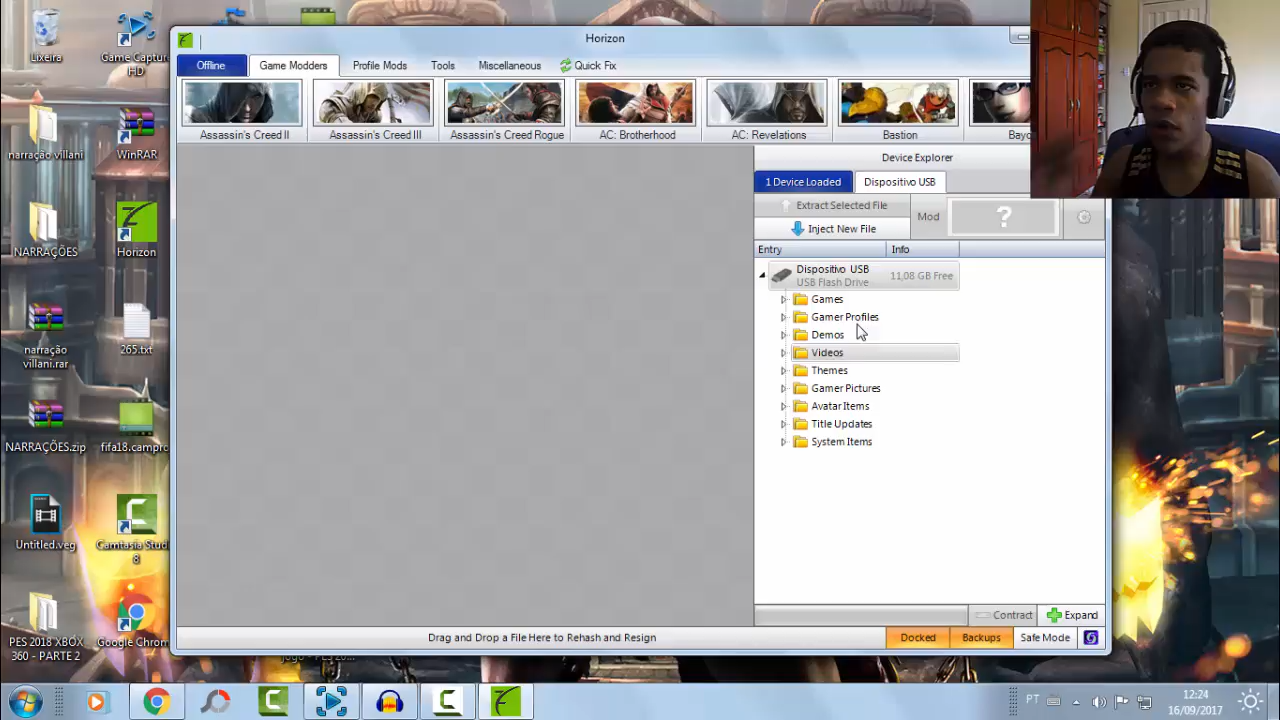 Horizon
Offline
Game Modders
Profile Mods
Tools
Miscellaneous
Quick Fix
Assassin's Creed II
Assassin's Creed III
Assassin's Creed Rogue
AC: Brotherhood
AC: Revelations
Bastion
Bayo
Device Explorer
1 Device Loaded
Dispositivo USB
Extract Selected File
Inject New File
Mod
?
Entry
Info
Dispositivo USB
USB Flash Drive
11,08 GB Free
Games
Gamer Profiles
Demos
Videos
Themes
Gamer Pictures
Avatar Items
Title Updates
System Items
Contract
Expand
Drag and Drop a File Here to Rehash and Resign
Docked
Backups
Safe Mode
Lixeira
Game Capture
HD
narração villani
WinRAR
NARRAÇÕES
Horizon
narração
villani.rar
265.txt
NARRAÇÕES.zip
fifa18.campro
Untitled.veg
Camtasia Stud
8
PES 2018 XBOX
360 - PARTE 2
Google Chrom
PT
12:24
16/09/2017